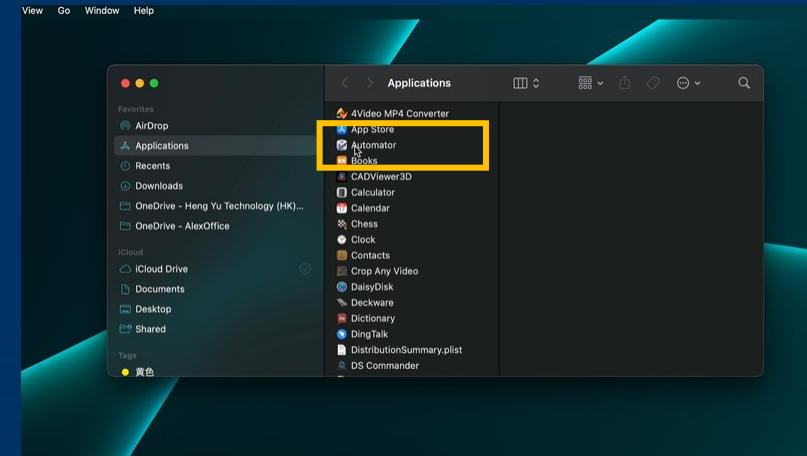 View Go Window Help
Applications
Favorites
AirDrop
Applications
Recents
Downloads
OneDrive - Heng Yu Technology (HK)...
OneDrive - AlexOffice
iCloud
iCloud Drive
Documents
Desktop
Shared
Tags
黄色
4Video MP4 Converter
App Store
Automator
Books
CADViewer3D
Calculator
Calendar
Chess
Clock
Contacts
Crop Any Video
DaisyDisk
Deckware
Dictionary
DingTalk
DistributionSummary.plist
DS Commander